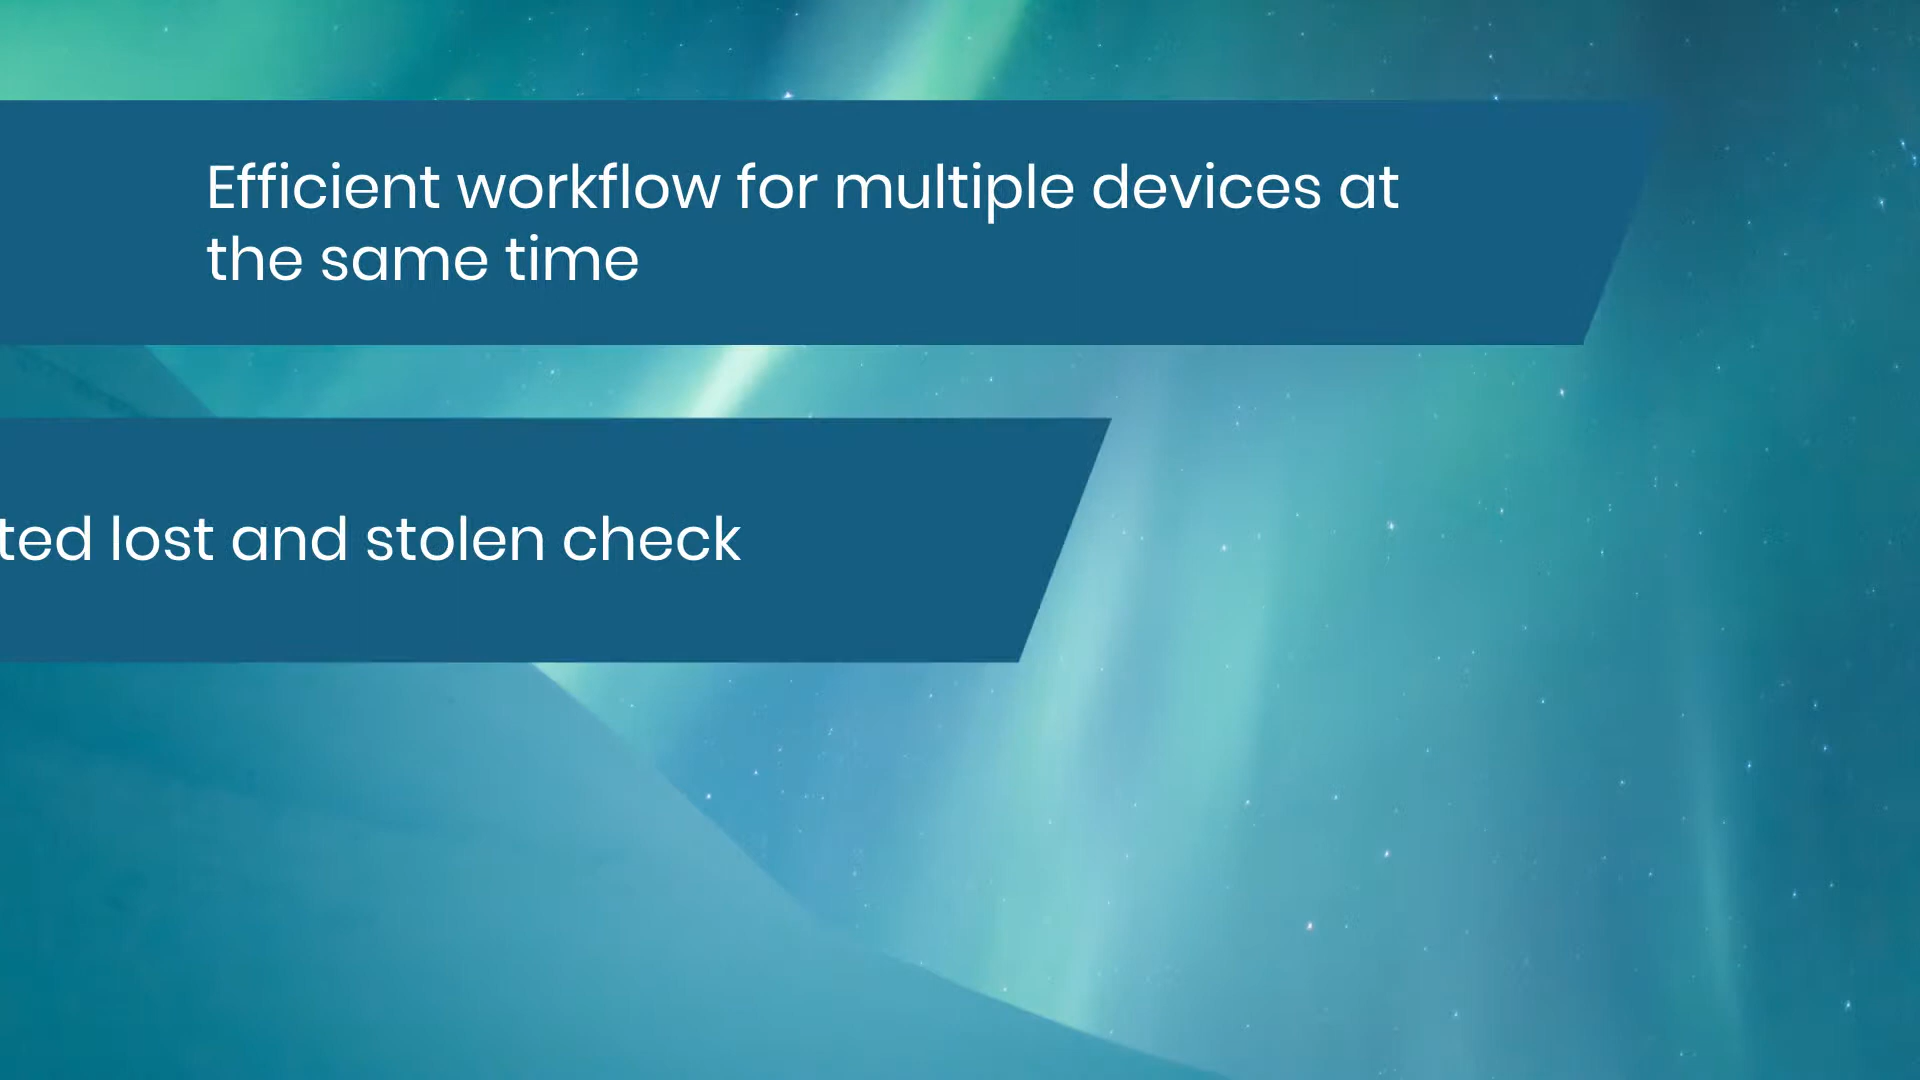 Efficient workflow for multiple devices at
the same time
ted lost and stolen check